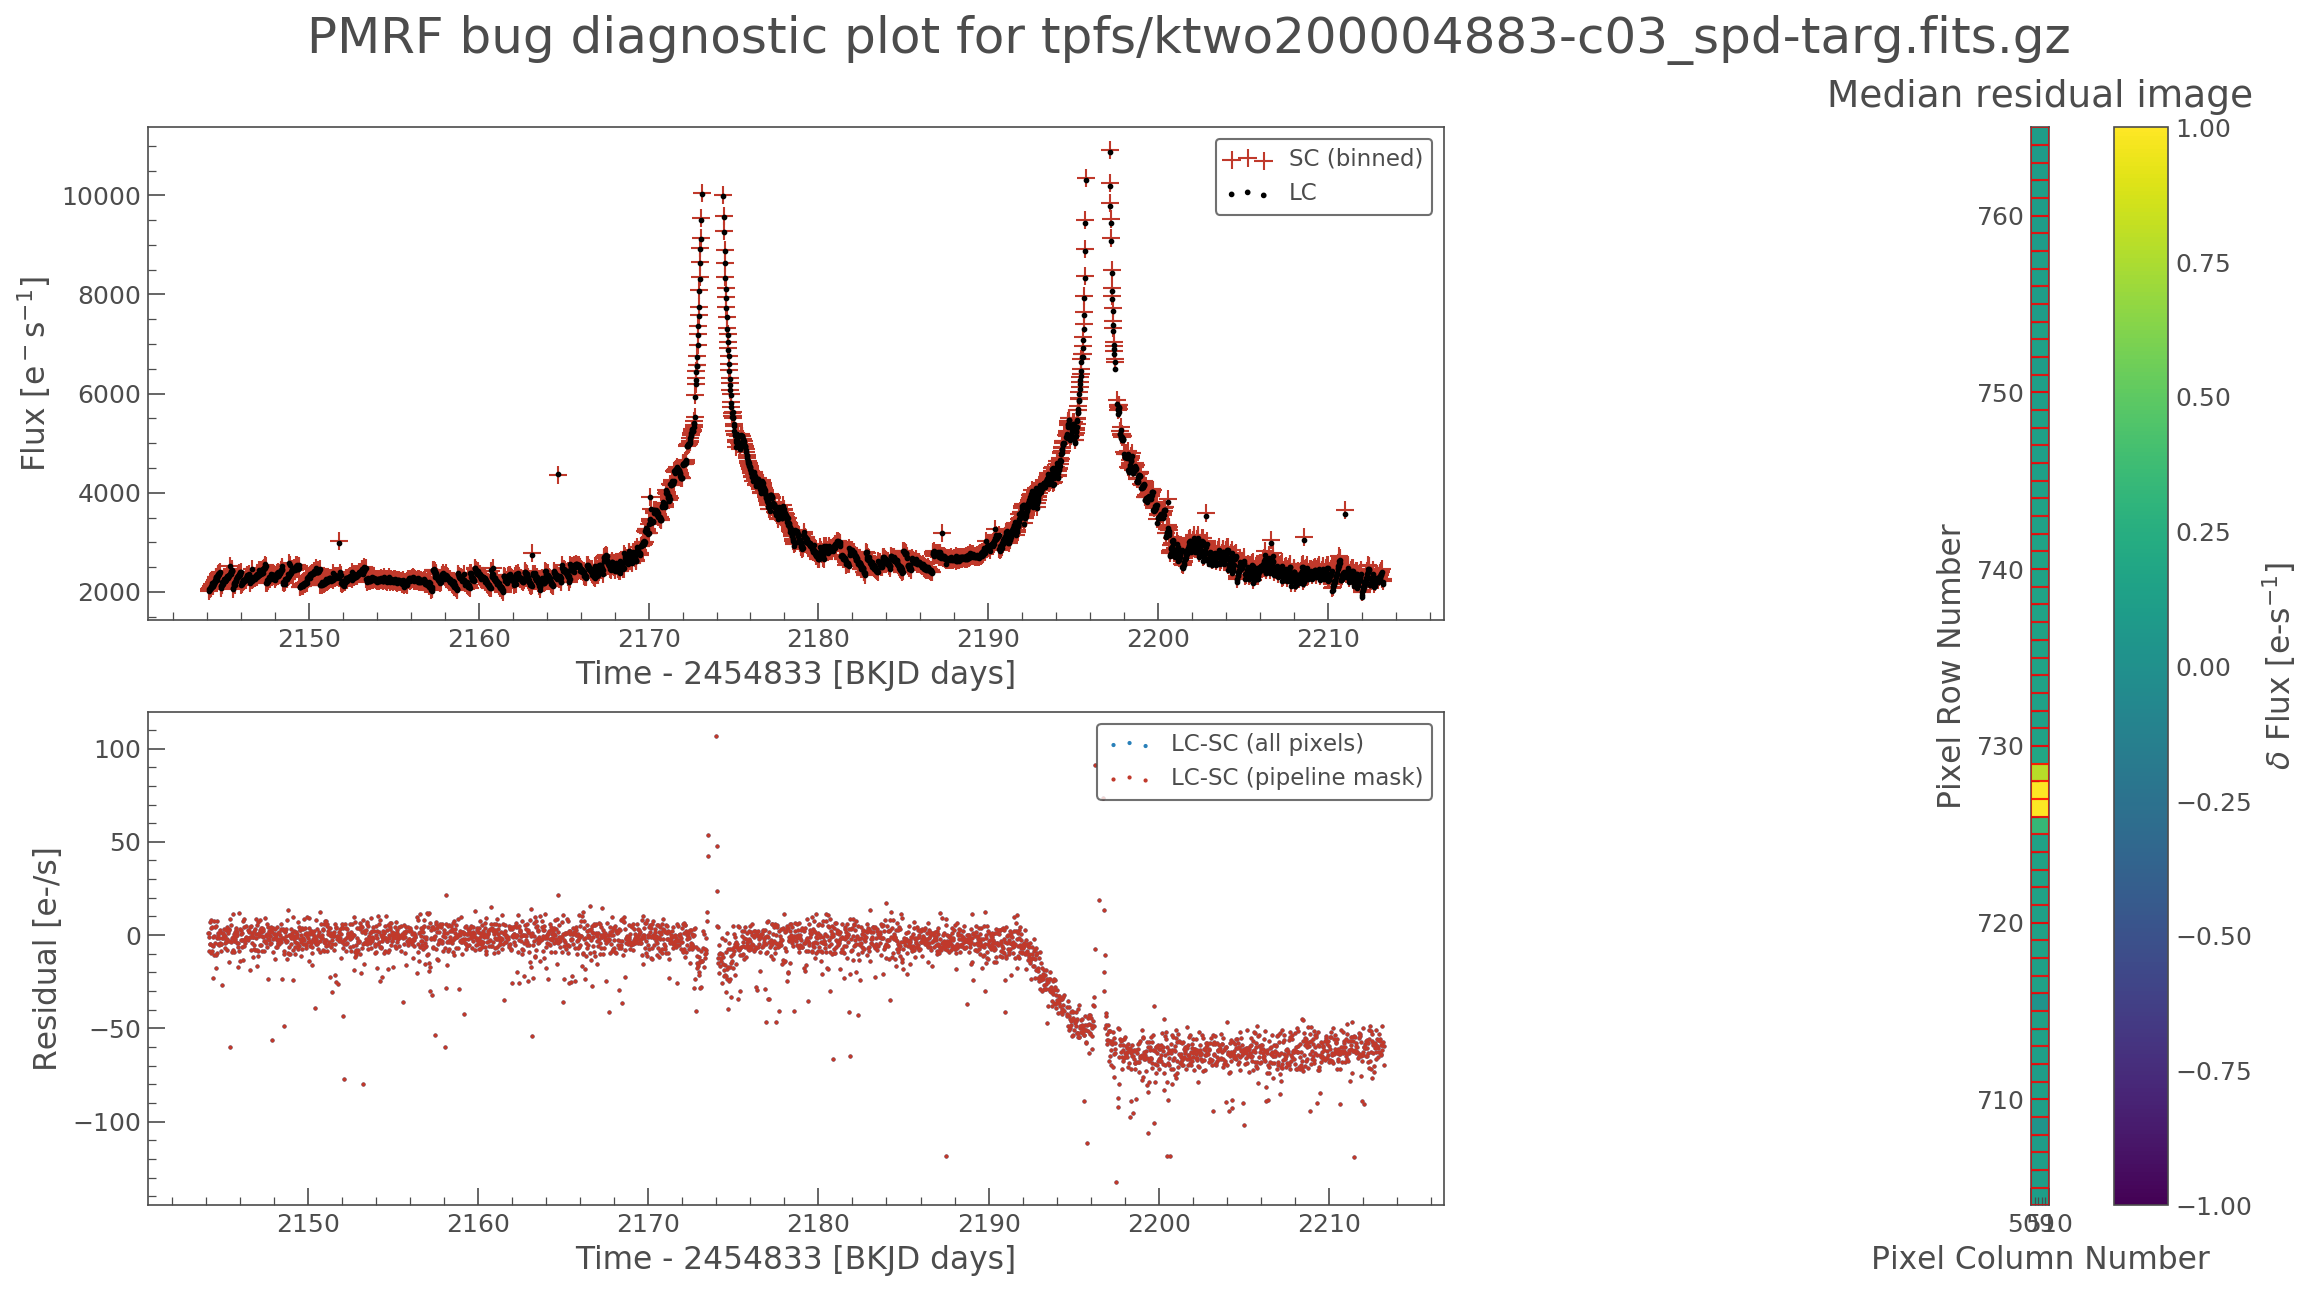 PMRF bug diagnostic plot for tpfs/ktwo200004883-c03_spd-targ.fits.gz
Flux [e⁻ s⁻¹]
10000
8000
6000
4000
2000
SC (binned)
LC
2150 2160 2170 2180 2190 2200 2210
Time - 2454833 [BKJD days]
Residual [e-/s]
100
50
0
−50
−100
LC-SC (all pixels)
LC-SC (pipeline mask)
2150 2160 2170 2180 2190 2200 2210
Time - 2454833 [BKJD days]
Median residual image
Pixel Row Number
760
750
740
730
720
710
509 510
Pixel Column Number
1.00
0.75
0.50
0.25
0.00
−0.25
−0.50
−0.75
−1.00
δ Flux [e-s⁻¹]